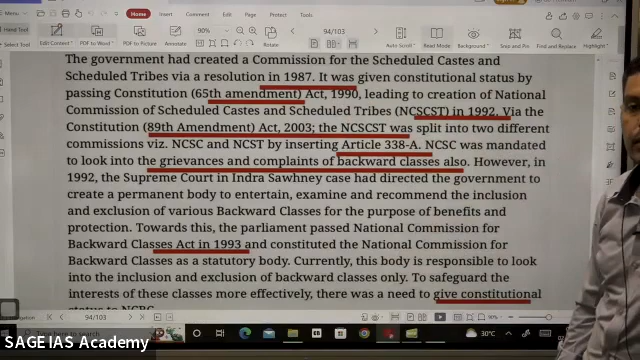 Home Insert Comment Edit Page Protect Tools
90% 94/103
Edit Content PDF to Word PDF to Picture Annotate Rotate Auto Scroll Read Mode Background Snip and Pin Find and Replace Highlight
The government had created a Commission for the Scheduled Castes and
Scheduled Tribes via a resolution in 1987. It was given constitutional status by
passing Constitution (65th amendment) Act, 1990, leading to creation of National
Commission of Scheduled Castes and Scheduled Tribes (NCSCST) in 1992. Via the
Constitution (89th Amendment) Act, 2003; the NCSCST was split into two different
commissions viz. NCSC and NCST by inserting Article 338-A. NCSC was mandated
to look into the grievances and complaints of backward classes also. However, in
1992, the Supreme Court in Indra Sawhney case had directed the government to
create a permanent body to entertain, examine and recommend the inclusion
and exclusion of various Backward Classes for the purpose of benefits and
protection. Towards this, the parliament passed National Commission for
Backward Classes Act in 1993 and constituted the National Commission for
Backward Classes as a statutory body. Currently, this body is responsible to look
into the inclusion and exclusion of backward classes only. To safeguard the
interests of these classes more effectively, there was a need to give constitutional
status to NCBC
94/103 90%
30°C
SAGE IAS Academy